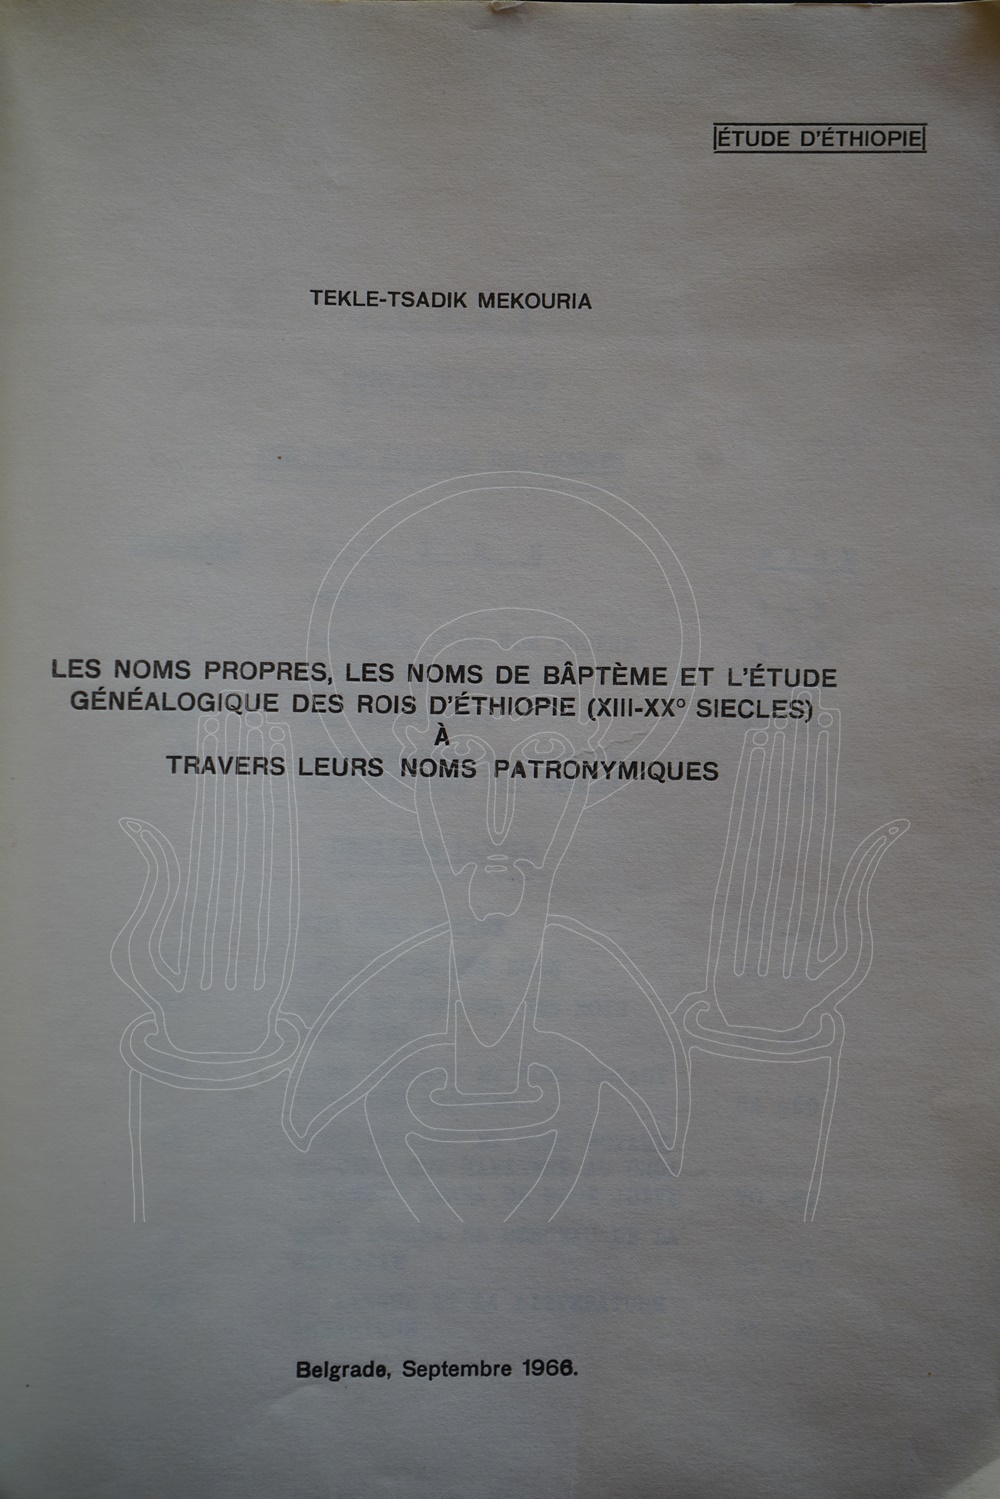 ÉTUDE D'ÉTHIOPIE
TEKLE-TSADIK MEKOURIA
LES NOMS PROPRES, LES NOMS DE BÂPTÈME ET L'ÉTUDE
GÉNÉALOGIQUE DES ROIS D'ÉTHIOPIE (XIII-XX° SIECLES)
À
TRAVERS LEURS NOMS PATRONYMIQUES
Belgrade, Septembre 1966.